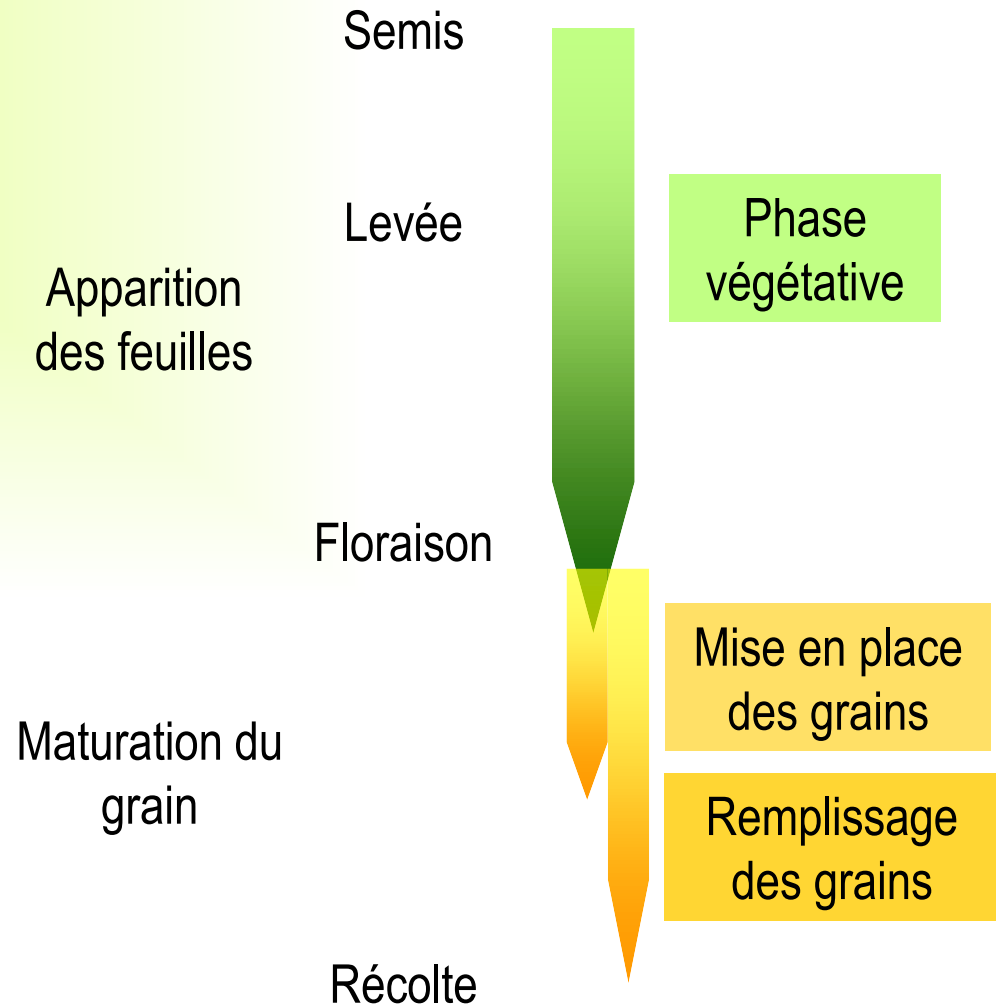 Semis
Levée
Phase
végétative
Apparition
des feuilles
Floraison
Mise en place
des grains
Maturation du
grain
Remplissage
des grains
Récolte